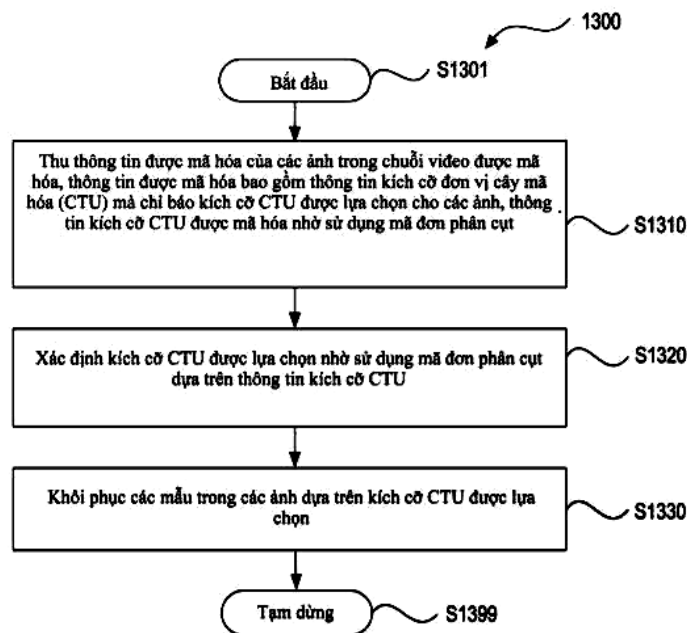 1300
Bắt đầu
S1301
Thu thông tin được mã hóa của các ảnh trong chuỗi video được mã
hóa, thông tin được mã hóa bao gồm thông tin kích cỡ đơn vị cây mã
hóa (CTU) mà chỉ báo kích cỡ CTU được lựa chọn cho các ảnh, thông
tin kích cỡ CTU được mã hóa nhờ sử dụng mã đơn phân cụt
S1310
Xác định kích cỡ CTU được lựa chọn nhờ sử dụng mã đơn phân cụt
dựa trên thông tin kích cỡ CTU
S1320
Khôi phục các mẫu trong các ảnh dựa trên kích cỡ CTU được lựa
chọn
S1330
Tạm dừng
S1399